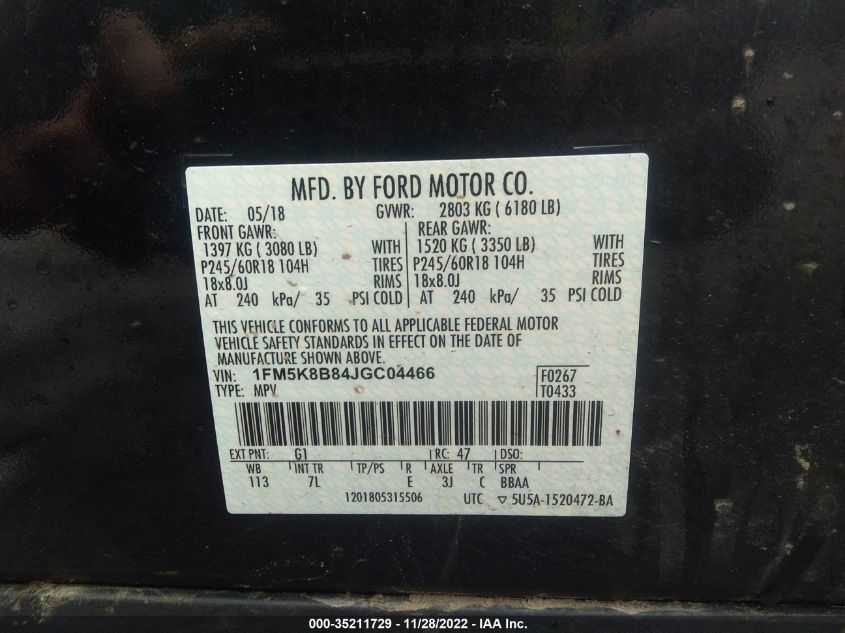 MFD. BY FORD MOTOR CO.
DATE: 05/18 GVWR: 2803 KG ( 6180 LB)
FRONT GAWR: REAR GAWR:
1397 KG ( 3080 LB) WITH 1520 KG ( 3350 LB) WITH
P245/60R18 104H TIRES P245/60R18 104H TIRES
18x8.0J RIMS 18x8.0J RIMS
AT 240 kPa/ 35 PSI COLD AT 240 kPa/ 35 PSI COLD
THIS VEHICLE CONFORMS TO ALL APPLICABLE FEDERAL MOTOR
VEHICLE SAFETY STANDARDS IN EFFECT ON THE DATE OF
MANUFACTURE SHOWN ABOVE.
VIN: 1FM5K8B84JGC04466 F0267
TYPE: MPV T0433
EXT PNT: G1 RC: 47 DSO:
WB INT TR TP/PS R AXLE TR SPR
113 7L E 3J C BBAA
1201805315506 UTC ▽ 5U5A-1520472-BA
000-35211729 - 11/28/2022 - IAA Inc.